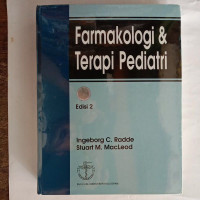 Farmakologi &
Terapi Pediatri
Edisi 2
Ingeborg C. Radde
Stuart M. MacLeod